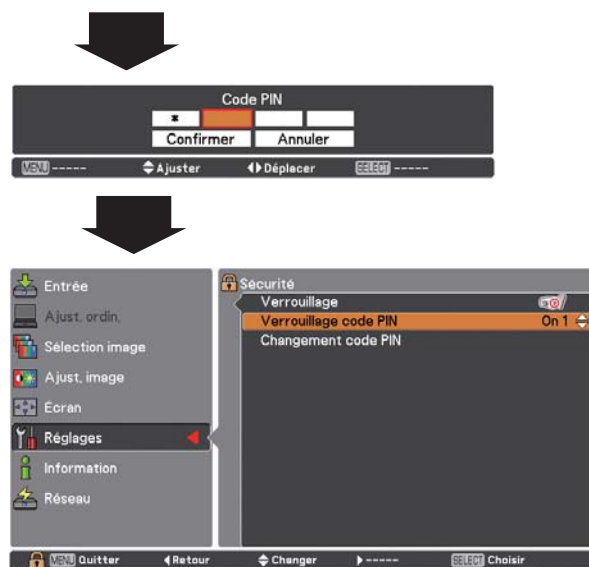 Code PIN
*
Confirmer Annuler
MENU ----- Ajuster Déplacer SELECT -----
Entrée
Ajust. ordin.
Sélection image
Ajust. image
Écran
Réglages
Information
Réseau
Sécurité
Verrouillage
Verrouillage code PIN On 1
Changement code PIN
MENU Quitter Retour Changer ----- SELECT Choisir